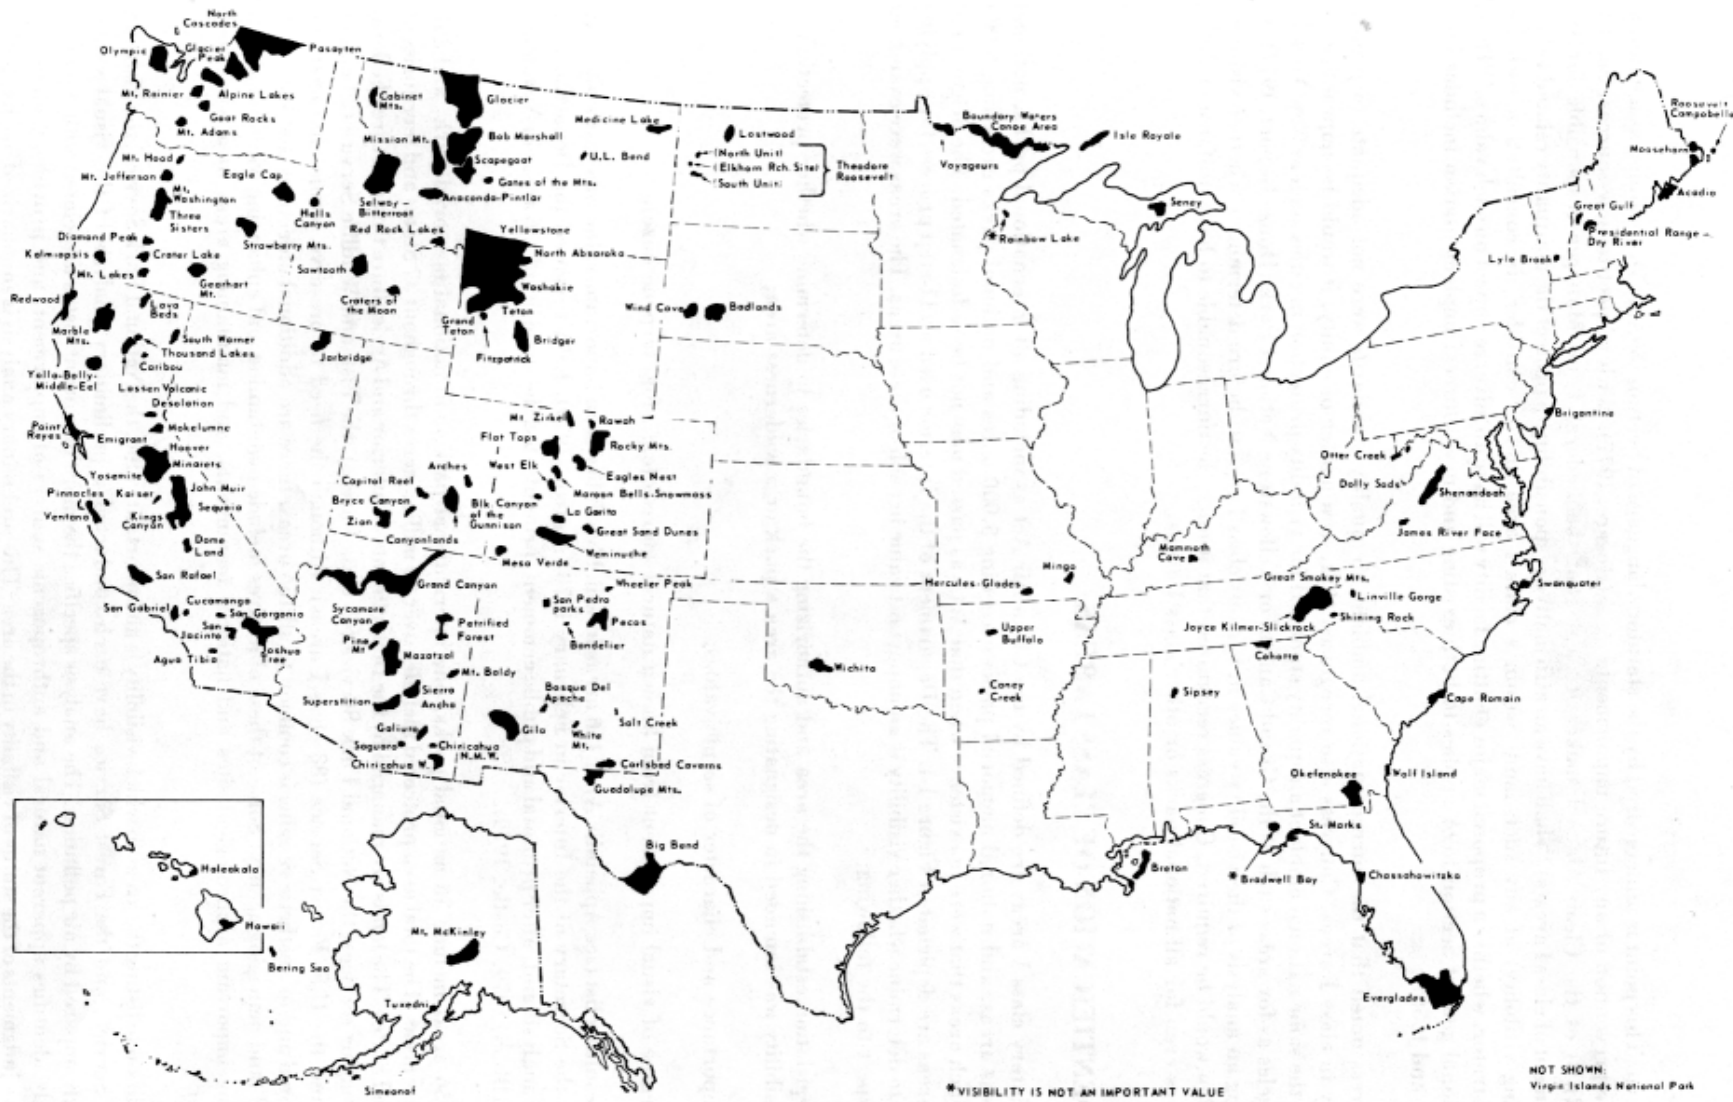 North
Cascades
Olympic
Glacier
Peak
Pasayten
Mt. Rainier
Alpine Lakes
Goat Rocks
Mt. Adams
Mt. Hood
Mt. Jefferson
Mt.
Washington
Three
Sisters
Eagle Cap
Hells
Canyon
Strawberry Mts.
Diamond Peak
Kalmiopsis
Crater Lake
Mt. Lakes
Gearhart
Mt.
Cabinet
Mts.
Glacier
Mission Mt.
Bob Marshall
Scapegoat
Gates of the Mts.
Selway-
Bitterroot
Anaconda-Pintlar
Red Rock Lakes
Medicine Lake
U.L. Bend
Lostwood
(North Unit)
(Elkhorn Rch. Site)
(South Unit)
Theodore
Roosevelt
Yellowstone
North Absaroka
Washakie
Teton
Grand
Teton
Fitzpatrick
Bridger
Sawtooth
Craters of
the Moon
Jarbridge
Wind Cave
Badlands
Voyageurs
Boundary Waters
Canoe Area
Isle Royale
Seney
*Rainbow Lake
Roosevelt
Campobello
Moosehorn
Acadia
Great Gulf
Presidential Range-
Dry River
Lye Brook
Brigantine
Redwood
Marble
Mts.
Lava
Beds
South Warner
Thousand Lakes
Caribou
Lassen Volcanic
Yolla-Bolly-
Middle-Eel
Desolation
Mokelumne
Point
Reyes
Emigrant
Hoover
Minarets
Yosemite
Pinnacles
Kaiser
John Muir
Ventana
Kings
Canyon
Sequoia
Dome
Land
San Rafael
San Gabriel
Cucamonga
San Gorgonio
San
Jacinto
Agua Tibia
Joshua
Tree
Mt. Zirkel
Rawah
Flat Tops
Rocky Mts.
West Elk
Eagles Nest
Maroon Bells-Snowmass
Arches
Capitol Reef
Bryce Canyon
Zion
Canyonlands
Blk Canyon
of the
Gunnison
La Garita
Great Sand Dunes
Weminuche
Mesa Verde
Grand Canyon
Sycamore
Canyon
Pine
Mt
Petrified
Forest
Mazatzal
Mt. Baldy
Sierra
Ancha
Superstition
Galiuro
Saguaro
Chiricahua
Chiricahua W.
N.M.W.
Wheeler Peak
San Pedro
parks
Pecos
Bandelier
Bosque Del
Apache
Gila
Salt Creek
White
Mt.
Carlsbad Caverns
Guadalupe Mts.
Big Bend
Wichita
Hercules-Glades
Mingo
Upper
Buffalo
Caney
Creek
Mammoth
Cave
Otter Creek
Dolly Sods
Shenandoah
James River Face
Great Smokey Mts.
Linville Gorge
Shining Rock
Joyce Kilmer-Slickrock
Cohotta
Sipsey
Swanquater
Cape Romain
Okefenokee
Wolf Island
St. Marks
*Bradwell Bay
Breton
Chassahowitzka
Everglades
Haleakala
Hawaii
Bering Sea
Mt. McKinley
Tuxedni
Simeonof
*VISIBILITY IS NOT AN IMPORTANT VALUE
NOT SHOWN:
Virgin Islands National Park